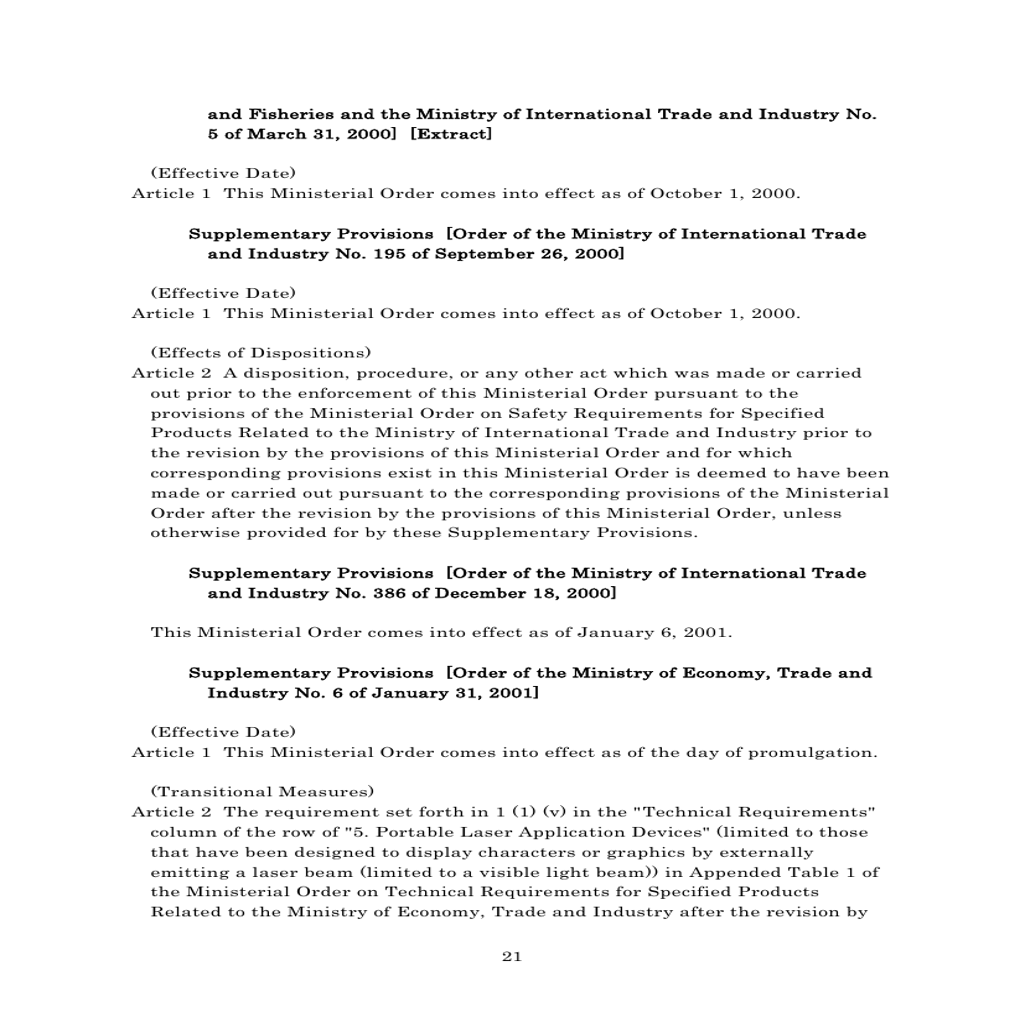 and Fisheries and the Ministry of International Trade and Industry No.
5 of March 31, 2000] [Extract]
(Effective Date)
Article 1 This Ministerial Order comes into effect as of October 1, 2000.
Supplementary Provisions [Order of the Ministry of International Trade
and Industry No. 195 of September 26, 2000]
(Effective Date)
Article 1 This Ministerial Order comes into effect as of October 1, 2000.
(Effects of Dispositions)
Article 2 A disposition, procedure, or any other act which was made or carried
out prior to the enforcement of this Ministerial Order pursuant to the
provisions of the Ministerial Order on Safety Requirements for Specified
Products Related to the Ministry of International Trade and Industry prior to
the revision by the provisions of this Ministerial Order and for which
corresponding provisions exist in this Ministerial Order is deemed to have been
made or carried out pursuant to the corresponding provisions of the Ministerial
Order after the revision by the provisions of this Ministerial Order, unless
otherwise provided for by these Supplementary Provisions.
Supplementary Provisions [Order of the Ministry of International Trade
and Industry No. 386 of December 18, 2000]
This Ministerial Order comes into effect as of January 6, 2001.
Supplementary Provisions [Order of the Ministry of Economy, Trade and
Industry No. 6 of January 31, 2001]
(Effective Date)
Article 1 This Ministerial Order comes into effect as of the day of promulgation.
(Transitional Measures)
Article 2 The requirement set forth in 1 (1) (v) in the "Technical Requirements"
column of the row of "5. Portable Laser Application Devices" (limited to those
that have been designed to display characters or graphics by externally
emitting a laser beam (limited to a visible light beam)) in Appended Table 1 of
the Ministerial Order on Technical Requirements for Specified Products
Related to the Ministry of Economy, Trade and Industry after the revision by
21